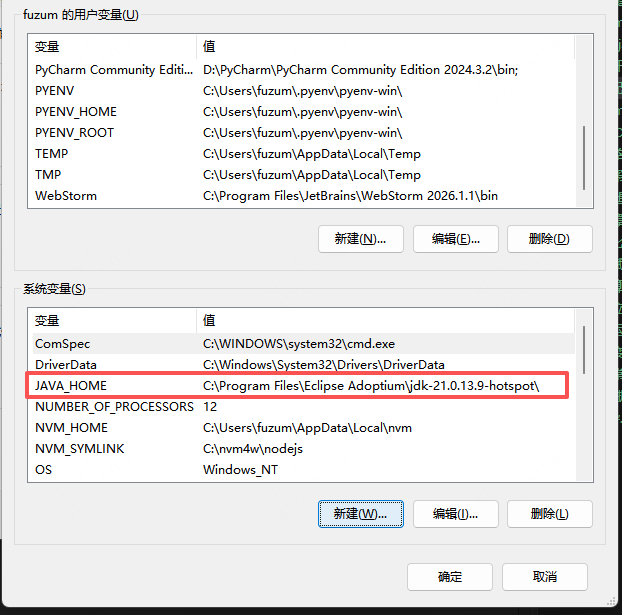 fuzum 的用户变量(U)
变量 值
PyCharm Community Editi... D:\PyCharm\PyCharm Community Edition 2024.3.2\bin;
PYENV C:\Users\fuzum\.pyenv\pyenv-win\
PYENV_HOME C:\Users\fuzum\.pyenv\pyenv-win\
PYENV_ROOT C:\Users\fuzum\.pyenv\pyenv-win\
TEMP C:\Users\fuzum\AppData\Local\Temp
TMP C:\Users\fuzum\AppData\Local\Temp
WebStorm C:\Program Files\JetBrains\WebStorm 2026.1.1\bin
新建(N)... 编辑(E)... 删除(D)
系统变量(S)
变量 值
ComSpec C:\WINDOWS\system32\cmd.exe
DriverData C:\Windows\System32\Drivers\DriverData
JAVA_HOME C:\Program Files\Eclipse Adoptium\jdk-21.0.13.9-hotspot\
NUMBER_OF_PROCESSORS 12
NVM_HOME C:\Users\fuzum\AppData\Local\nvm
NVM_SYMLINK C:\nvm4w\nodejs
OS Windows_NT
新建(W)... 编辑(I)... 删除(L)
确定 取消